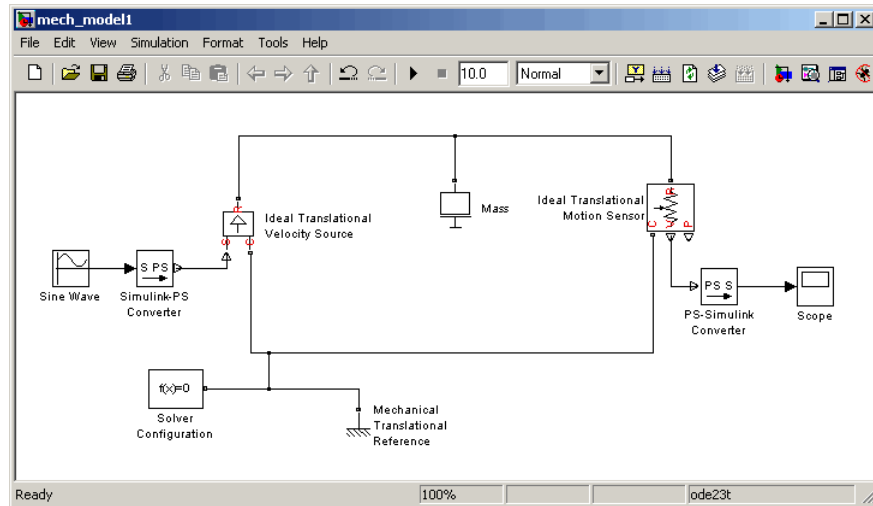 mech_model1
File Edit View Simulation Format Tools Help
10.0 Normal
Ideal Translational
Velocity Source
R
S
C
Mass
Ideal Translational
Motion Sensor
R
C
V
P
Sine Wave
S PS
Simulink-PS
Converter
PS S
PS-Simulink
Converter
Scope
f(x)=0
Solver
Configuration
Mechanical
Translational
Reference
Ready 100% ode23t